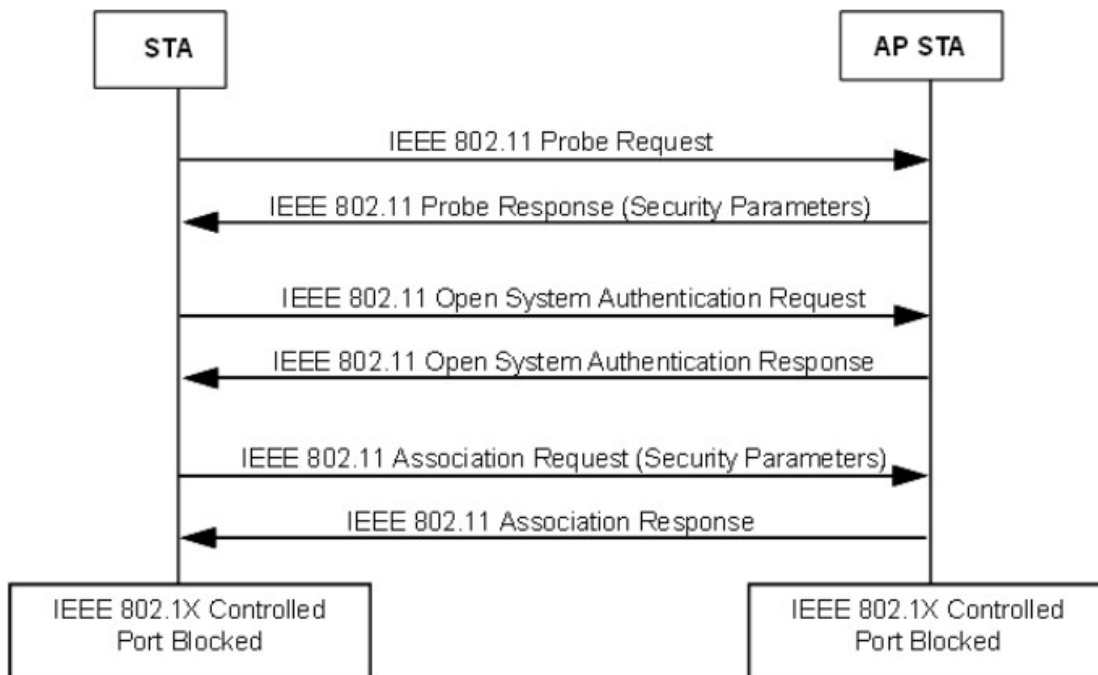 STA
AP STA
IEEE 802.11 Probe Request
IEEE 802.11 Probe Response (Security Parameters)
IEEE 802.11 Open System Authentication Request
IEEE 802.11 Open System Authentication Response
IEEE 802.11 Association Request (Security Parameters)
IEEE 802.11 Association Response
IEEE 802.1X Controlled
Port Blocked
IEEE 802.1X Controlled
Port Blocked